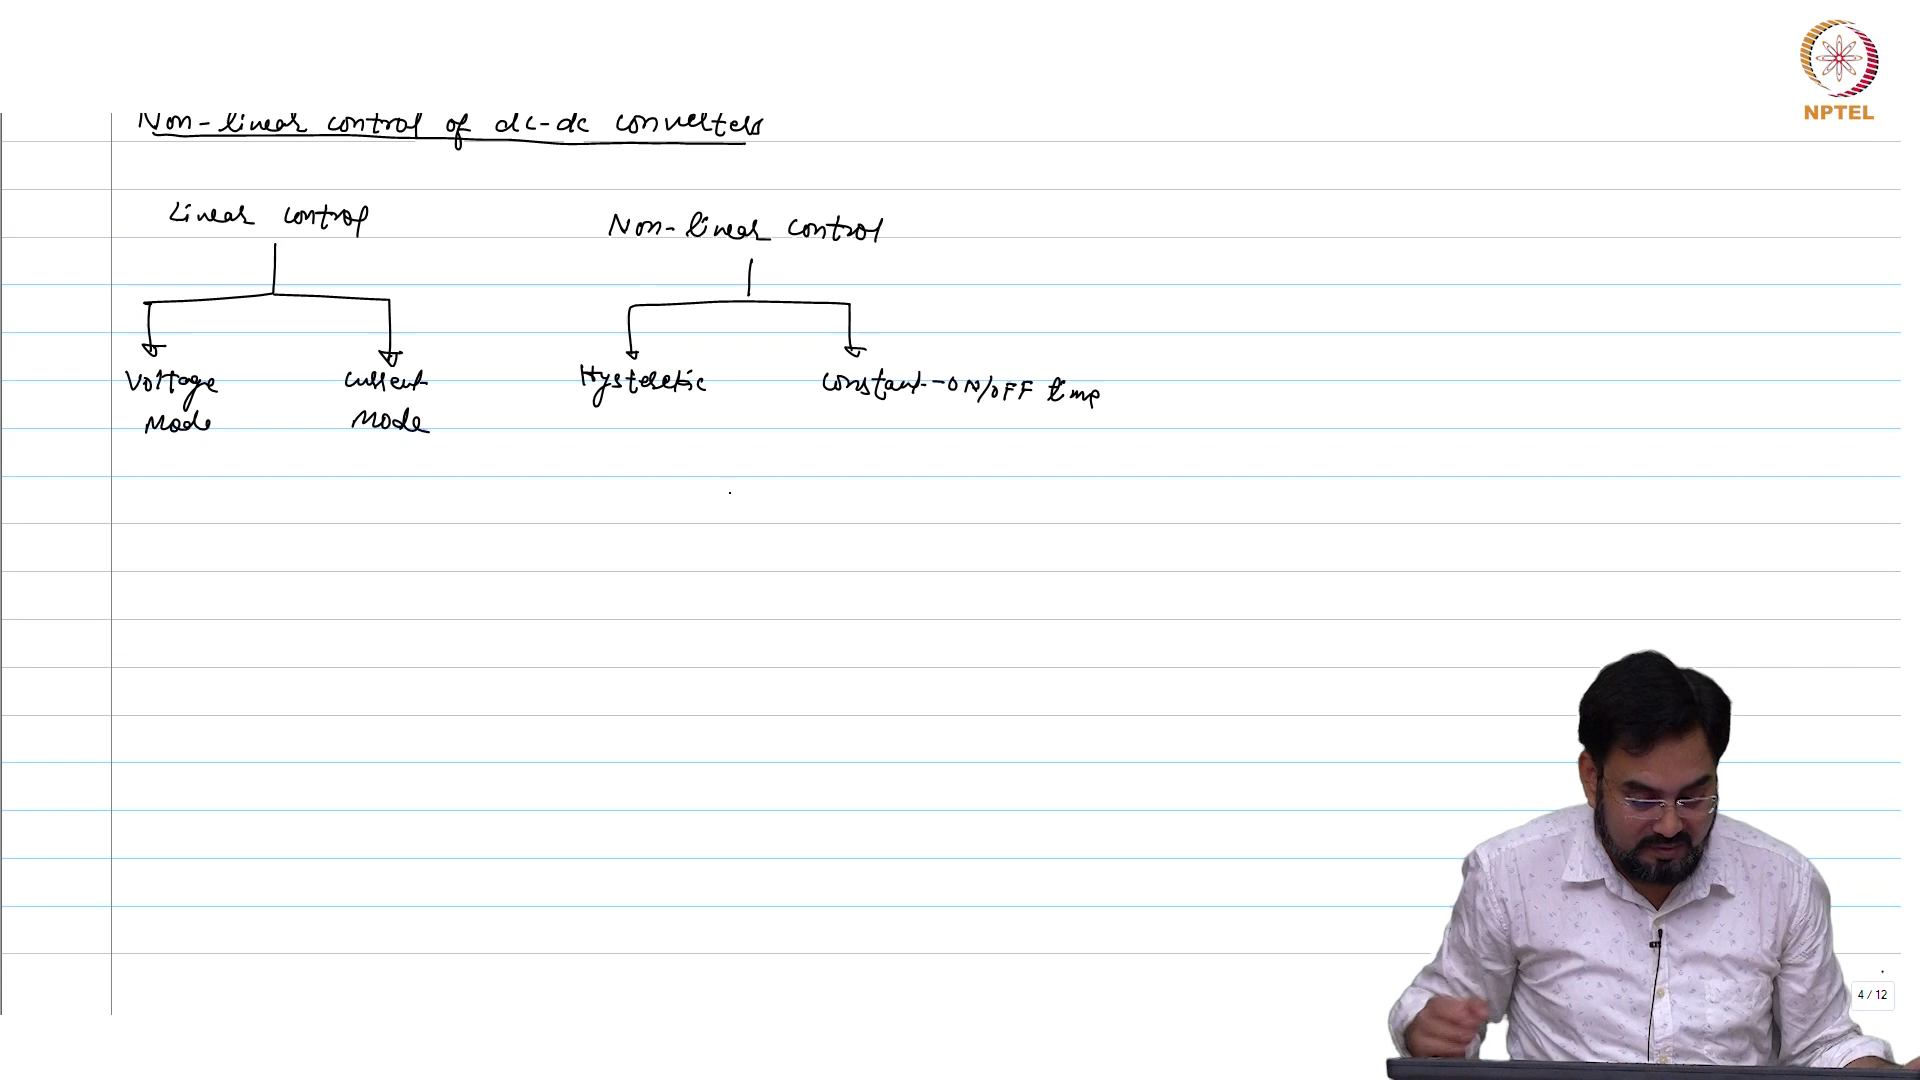 NPTEL
Non-linear control of dc-dc converters
Linear control
Non-linear control
Voltage Mode
Current Mode
Hysteretic
Constant-ON/OFF time
4 / 12